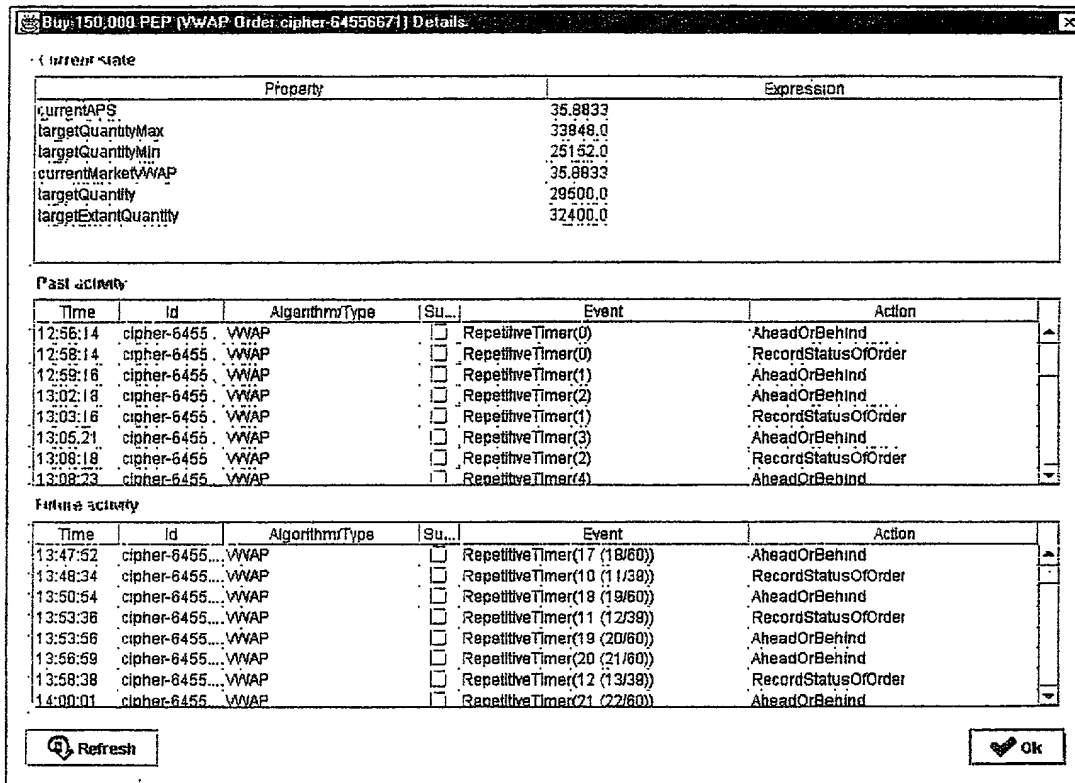 Buy 150,000 PEP (VWAP Order cipher-64556671) Details
Current state
Property Expression
currentAPS 35.8833
targetQuantityMax 33848.0
targetQuantityMin 25152.0
currentMarketVWAP 35.8833
targetQuantity 29500.0
targetExtantQuantity 32400.0
Past activity
Time Id Algorithm/Type Su... Event Action
12:56:14 cipher-6455 . VWAP RepetitiveTimer(0) AheadOrBehind
12:58:14 cipher-6455 . VWAP RepetitiveTimer(0) RecordStatusOfOrder
12:59:16 cipher-6455 . VWAP RepetitiveTimer(1) AheadOrBehind
13:02:18 cipher-6455 . VWAP RepetitiveTimer(2) AheadOrBehind
13:03:16 cipher-6455 . VWAP RepetitiveTimer(1) RecordStatusOfOrder
13:05:21 cipher-6455 . VWAP RepetitiveTimer(3) AheadOrBehind
13:08:18 cipher-6455 . VWAP RepetitiveTimer(2) RecordStatusOfOrder
13:08:23 cipher-6455 . VWAP RepetitiveTimer(4) AheadOrBehind
Future activity
Time Id Algorithm/Type Su... Event Action
13:47:52 cipher-6455.... VWAP RepetitiveTimer(17 (18/60)) AheadOrBehind
13:48:34 cipher-6455.... VWAP RepetitiveTimer(10 (11/39)) RecordStatusOfOrder
13:50:54 cipher-6455.... VWAP RepetitiveTimer(18 (19/60)) AheadOrBehind
13:53:36 cipher-6455.... VWAP RepetitiveTimer(11 (12/39)) RecordStatusOfOrder
13:53:56 cipher-6455.... VWAP RepetitiveTimer(19 (20/60)) AheadOrBehind
13:56:59 cipher-6455.... VWAP RepetitiveTimer(20 (21/60)) AheadOrBehind
13:58:38 cipher-6455.... VWAP RepetitiveTimer(12 (13/39)) RecordStatusOfOrder
14:00:01 cipher-6455.... VWAP RepetitiveTimer(21 (22/60)) AheadOrBehind
Refresh Ok